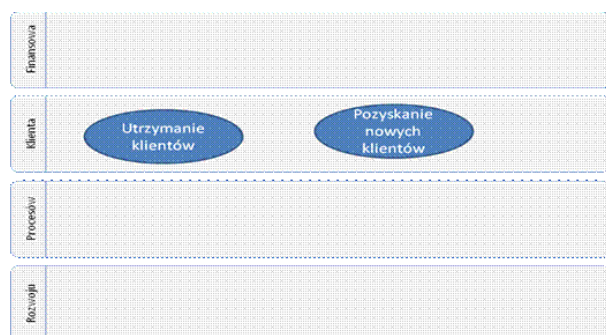 Finansowa
Klienta
Utrzymanie
klientów
Pozyskanie
nowych
klientów
Procesów
Rozwoju